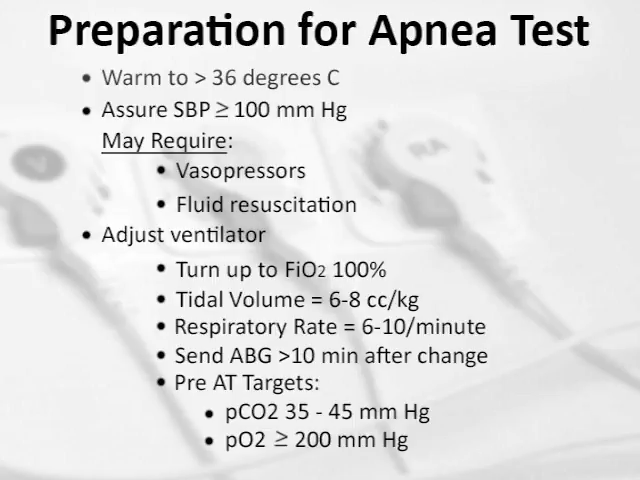 Preparation for Apnea Test
• Warm to > 36 degrees C
• Assure SBP ≥ 100 mm Hg
May Require:
• Vasopressors
• Fluid resuscitation
• Adjust ventilator
• Turn up to FiO2 100%
• Tidal Volume = 6-8 cc/kg
• Respiratory Rate = 6-10/minute
• Send ABG >10 min after change
• Pre AT Targets:
• pCO2 35 - 45 mm Hg
• pO2 ≥ 200 mm Hg
V
RA